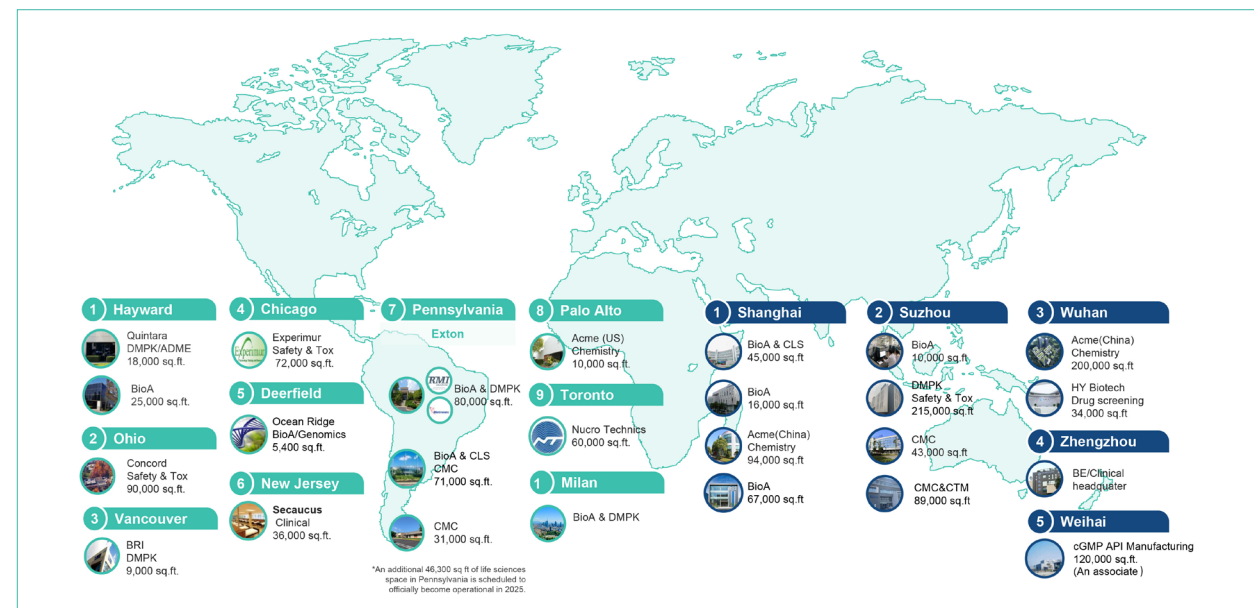 1 Hayward
Quintara
DMPK/ADME
18,000 sq.ft.
BioA
25,000 sq.ft.
2 Ohio
Concord
Safety & Tox
90,000 sq.ft.
3 Vancouver
BRI
DMPK
9,000 sq.ft.
4 Chicago
Experimur
Experimur
Safety & Tox
72,000 sq.ft.
5 Deerfield
Ocean Ridge
BioA/Genomics
5,400 sq.ft.
6 New Jersey
Secaucus
Clinical
36,000 sq.ft.
7 Pennsylvania
Exton
RMI
BioA & DMPK
80,000 sq.ft.
BioA & CLS
CMC
71,000 sq.ft.
CMC
31,000 sq.ft.
*An additional 46,300 sq ft of life sciences
space in Pennsylvania is scheduled to
officially become operational in 2025.
8 Palo Alto
Acme (US)
Chemistry
10,000 sq.ft.
9 Toronto
Nucro Technics
60,000 sq.ft.
1 Milan
BioA & DMPK
1 Shanghai
BioA & CLS
45,000 sq.ft.
BioA
16,000 sq.ft.
Acme(China)
Chemistry
94,000 sq.ft.
BioA
67,000 sq.ft.
2 Suzhou
BioA
10,000 sq.ft
DMPK
Safety & Tox
215,000 sq.ft.
CMC
43,000 sq.ft.
CMC&CTM
89,000 sq.ft.
3 Wuhan
Acme(China)
Chemistry
200,000 sq.ft.
HY Biotech
Drug screening
34,000 sq.ft
4 Zhengzhou
BE/Clinical
headquater
5 Weihai
cGMP API Manufacturing
120,000 sq.ft.
(An associate )